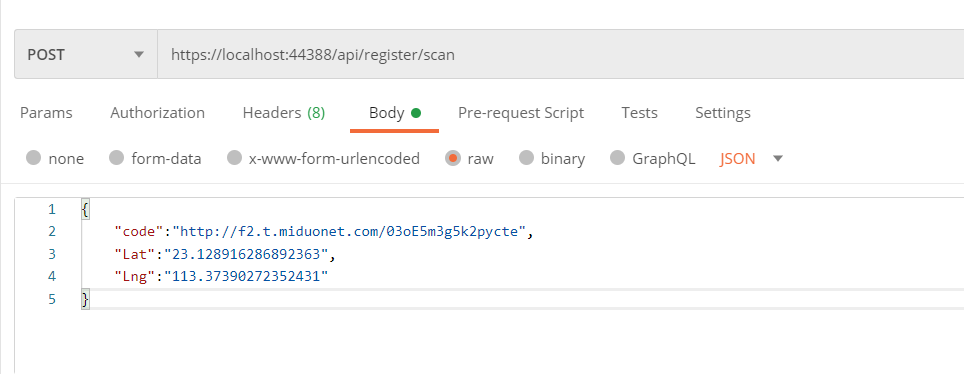 POST https://localhost:44388/api/register/scan
Params Authorization Headers (8) Body Pre-request Script Tests Settings
none form-data x-www-form-urlencoded raw binary GraphQL JSON
1 {
2 "code":"http://f2.t.miduonet.com/03oE5m3g5k2pycte",
3 "Lat":"23.128916286892363",
4 "Lng":"113.37390272352431"
5 }